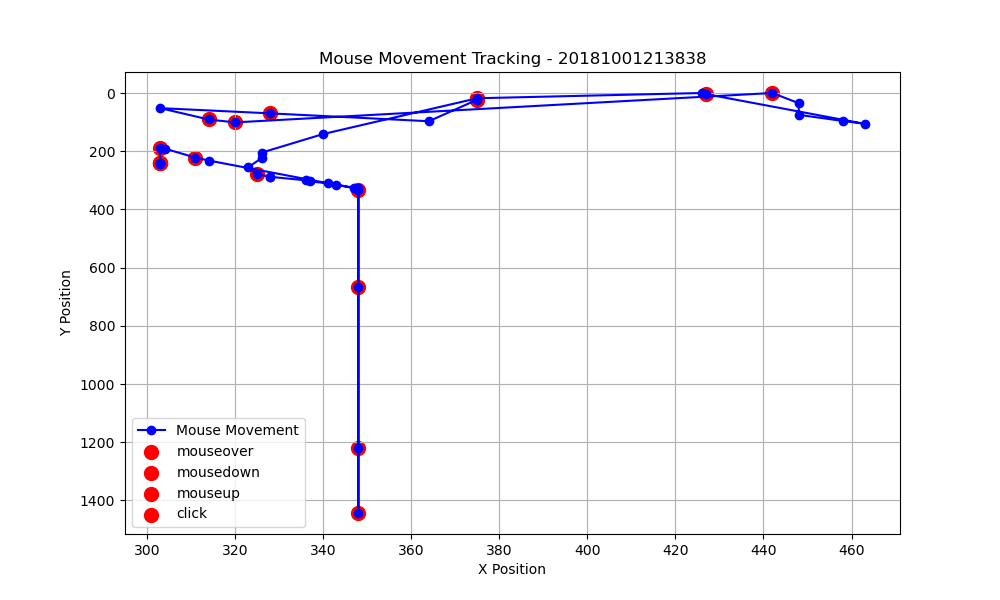 Mouse Movement Tracking - 20181001213838
0
200
400
600
800
1000
1200
1400
Y Position
Mouse Movement
mouseover
mousedown
mouseup
click
300 320 340 360 380 400 420 440 460
X Position